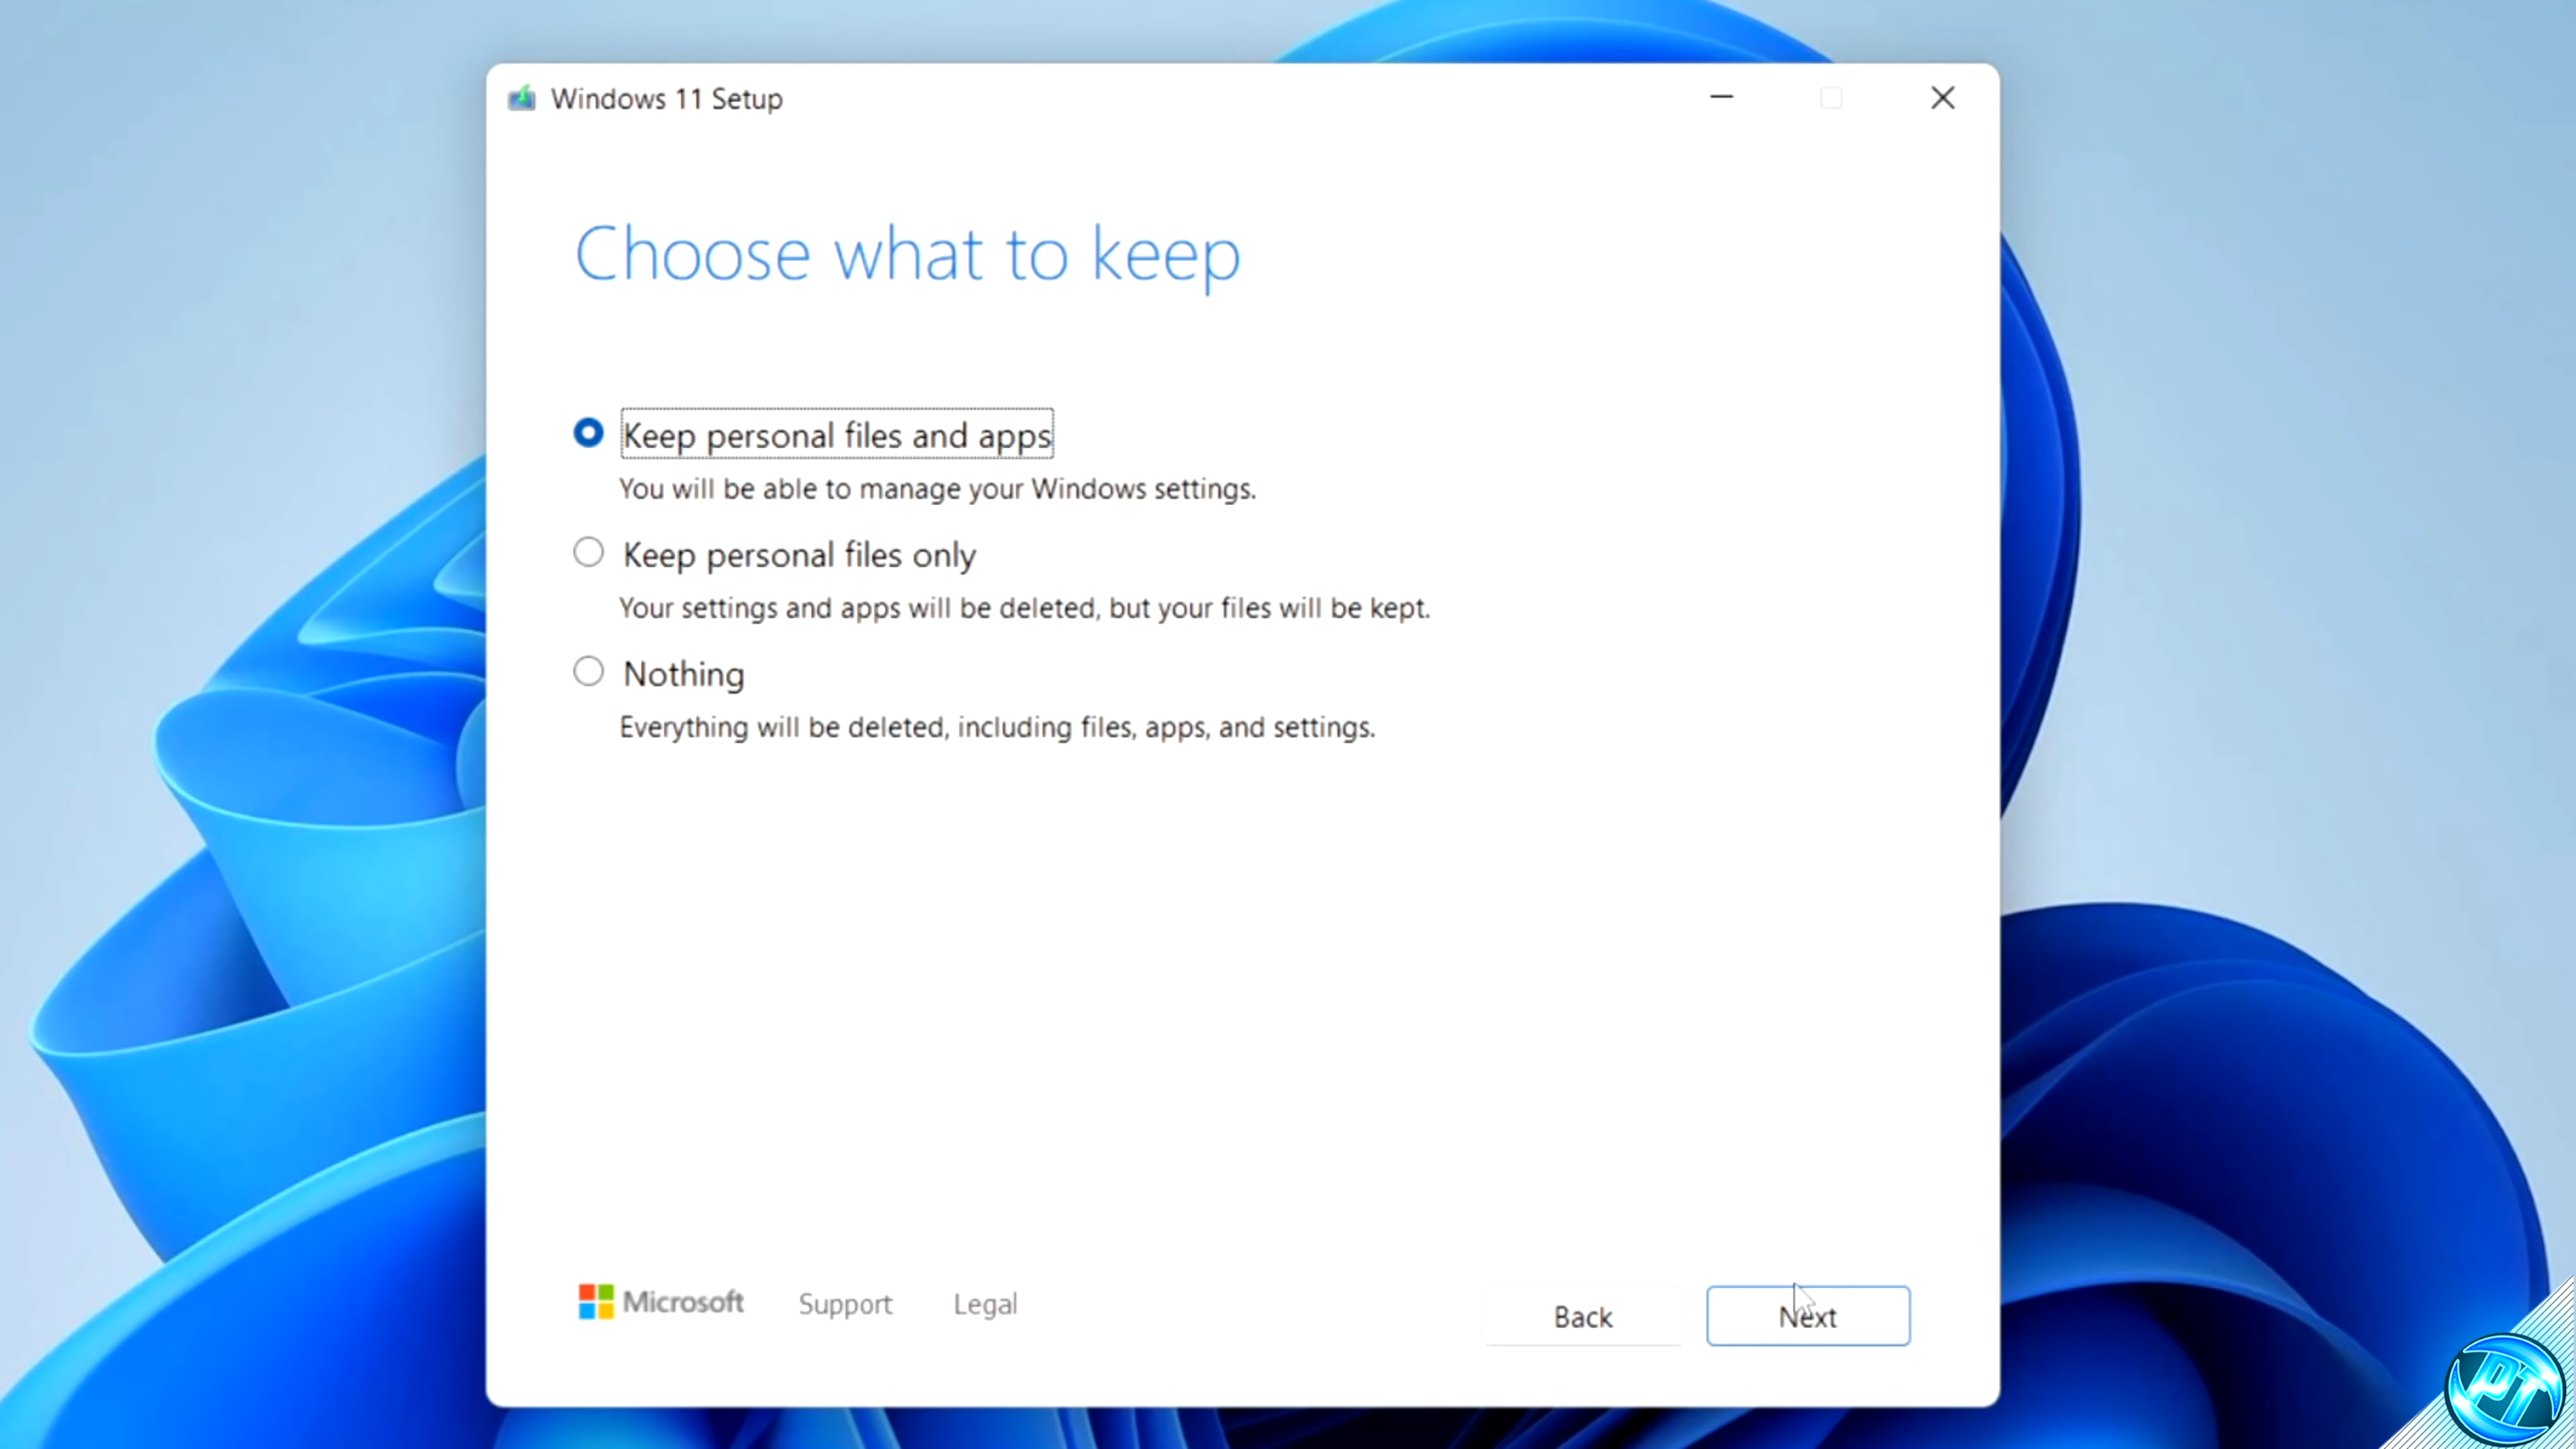 Windows 11 Setup
Choose what to keep
Keep personal files and apps
You will be able to manage your Windows settings.
Keep personal files only
Your settings and apps will be deleted, but your files will be kept.
Nothing
Everything will be deleted, including files, apps, and settings.
Microsoft Support Legal
Back Next
PT